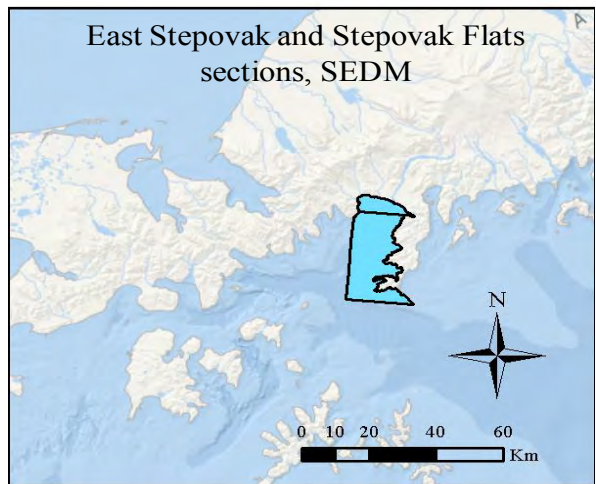 East Stepovak and Stepovak Flats
sections, SEDM
A
N
0 10 20 40 60
Km